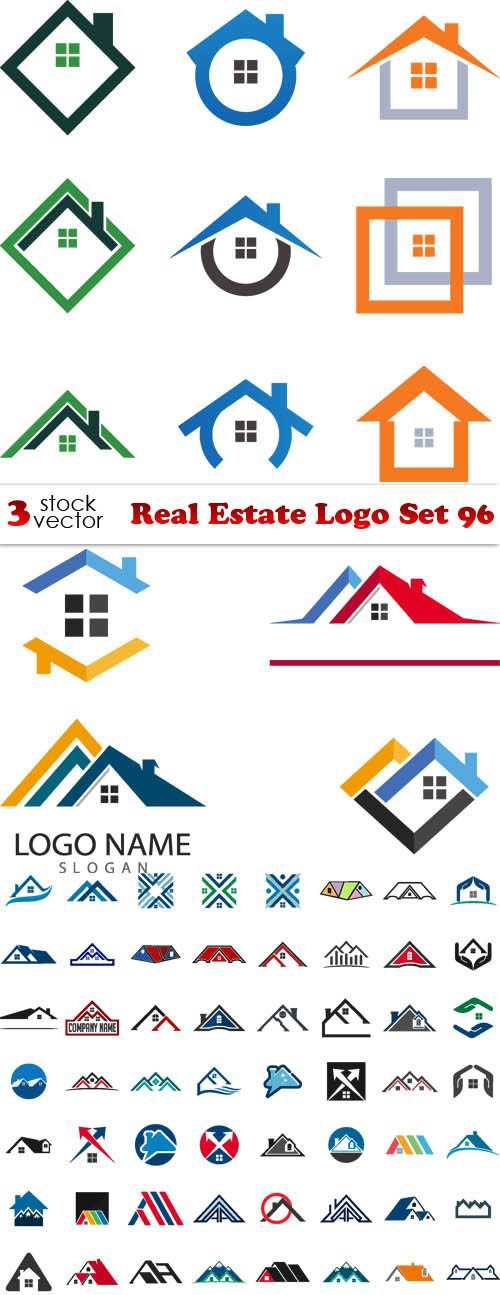 3 stock vector
Real Estate Logo Set 96
LOGO NAME
SLOGAN
COMPANY NAME